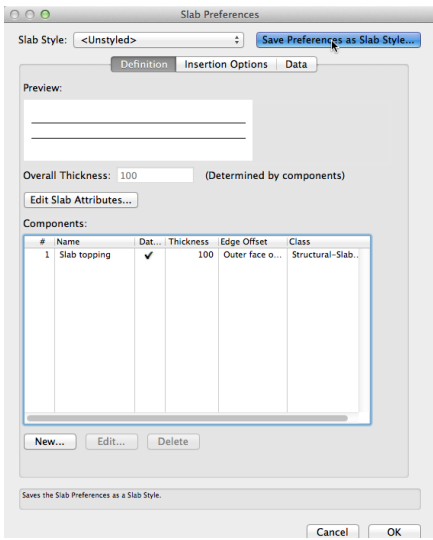 Slab Preferences
Slab Style: <Unstyled> Save Preferences as Slab Style...
Definition Insertion Options Data
Preview:
Overall Thickness: 100 (Determined by components)
Edit Slab Attributes...
Components:
# Name Dat... Thickness Edge Offset Class
1 Slab topping ✓ 100 Outer face o... Structural-Slab..
New... Edit... Delete
Saves the Slab Preferences as a Slab Style.
Cancel OK